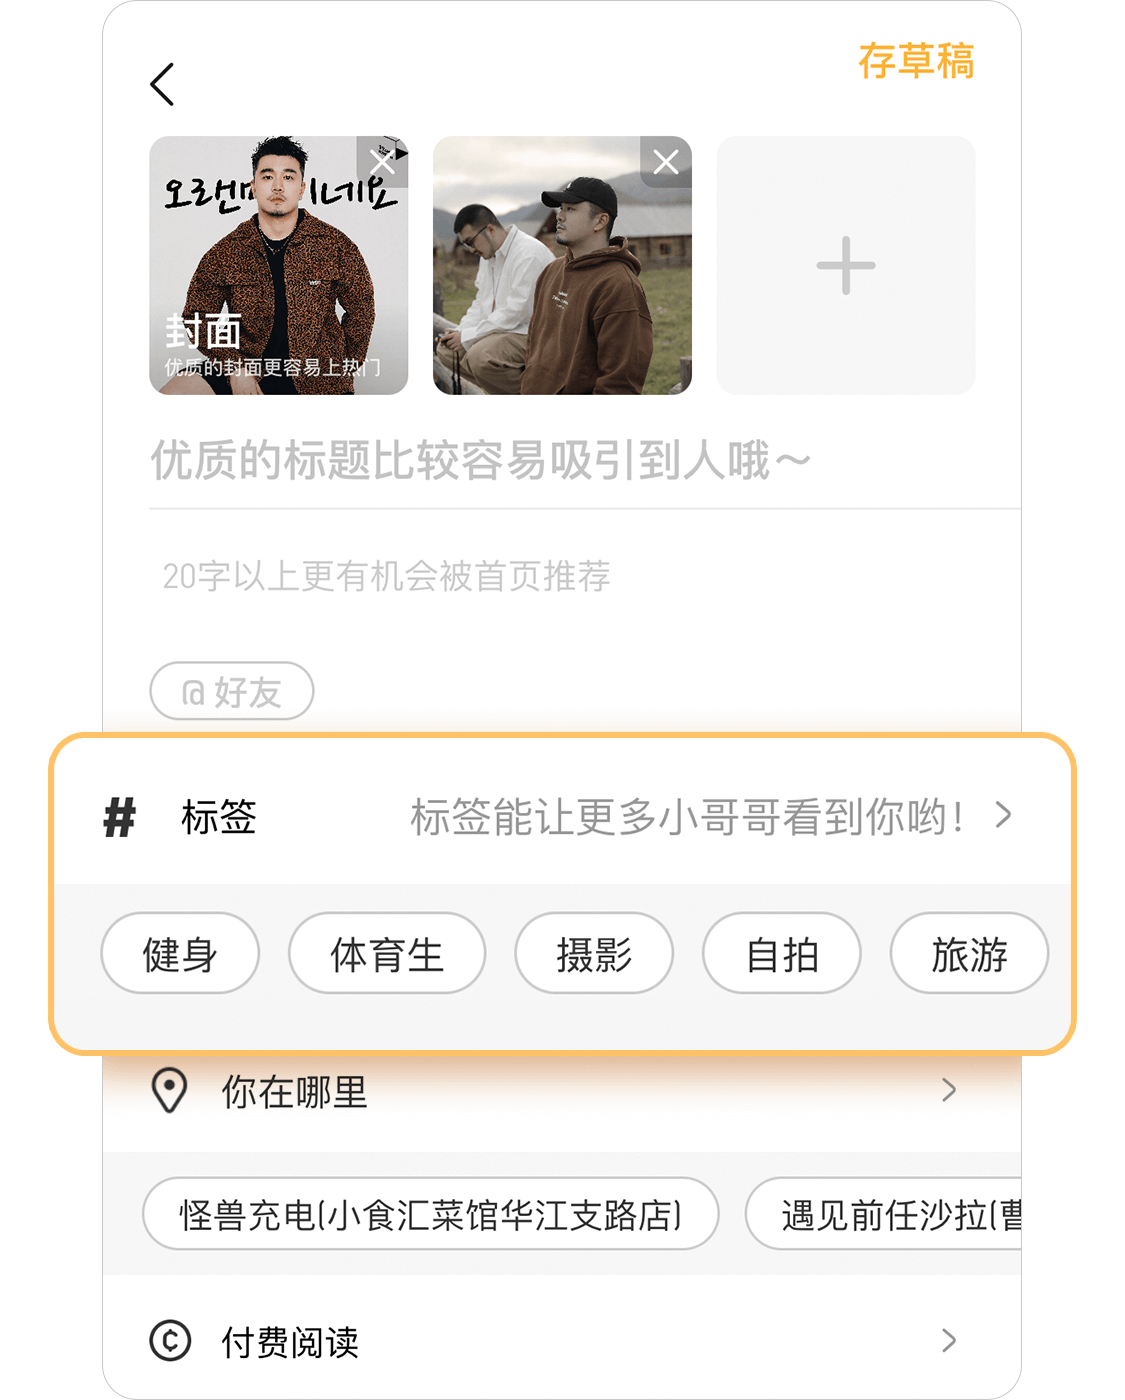 存草稿
오랜
이네요
封面
优质的封面更容易上热门
优质的标题比较容易吸引到人哦～
20字以上更有机会被首页推荐
@ 好友
# 标签 标签能让更多小哥哥看到你哟！
健身 体育生 摄影 自拍 旅游
你在哪里
怪兽充电(小食汇菜馆华江支路店) 遇见前任沙拉(曹
付费阅读